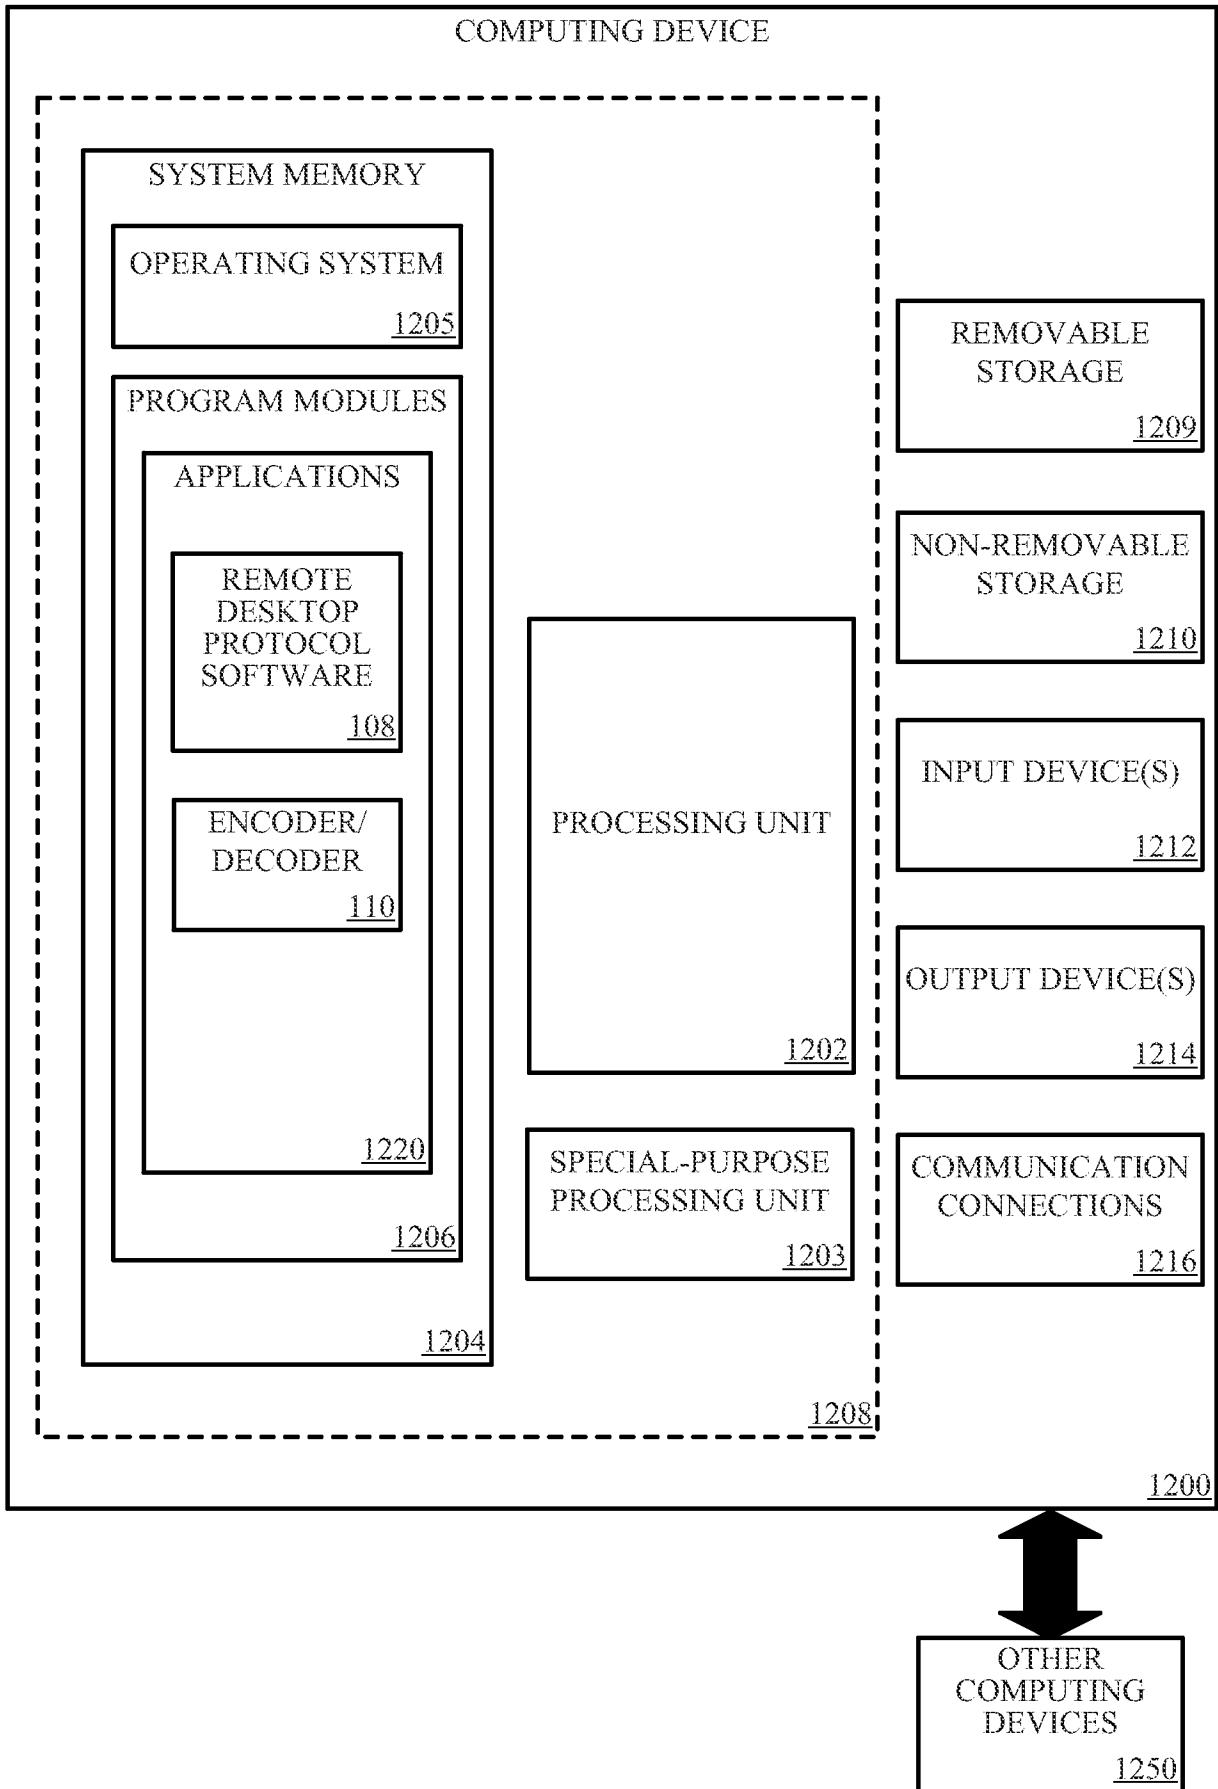 COMPUTING DEVICE
SYSTEM MEMORY
OPERATING SYSTEM
1205
PROGRAM MODULES
APPLICATIONS
REMOTE
DESKTOP
PROTOCOL
SOFTWARE
108
ENCODER/
DECODER
110
1220
1206
1204
PROCESSING UNIT
1202
SPECIAL-PURPOSE
PROCESSING UNIT
1203
1208
REMOVABLE
STORAGE
1209
NON-REMOVABLE
STORAGE
1210
INPUT DEVICE(S)
1212
OUTPUT DEVICE(S)
1214
COMMUNICATION
CONNECTIONS
1216
1200
OTHER
COMPUTING
DEVICES
1250